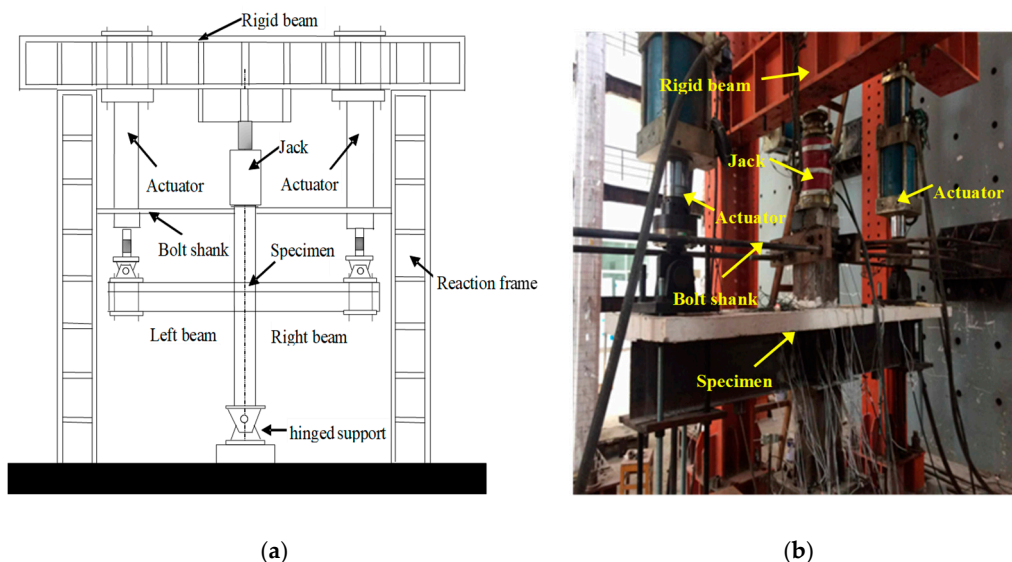 Rigid beam
Jack
Actuator
Actuator
Bolt shank
Specimen
Reaction frame
Left beam
Right beam
hinged support
(a)
Rigid beam
Jack
Actuator
Actuator
Bolt shank
Specimen
(b)